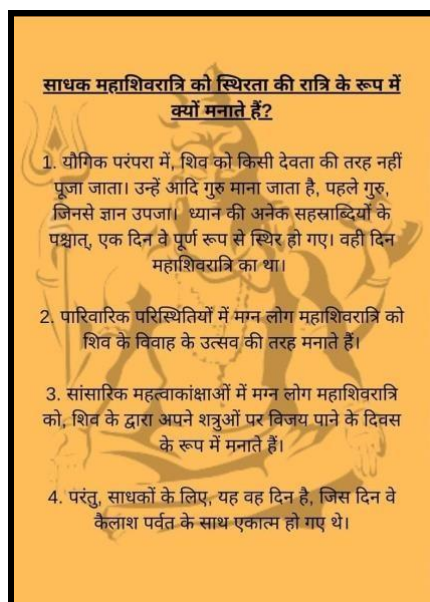 साधक महाशिवरात्रि को स्थिरता की रात्रि के रूप में
क्यों मनाते हैं?
1. यौगिक परंपरा में, शिव को किसी देवता की तरह नहीं
पूजा जाता। उन्हें आदि गुरु माना जाता है, पहले गुरु,
जिनसे ज्ञान उपजा। ध्यान की अनेक सहस्राब्दियों के
पश्चात्, एक दिन वे पूर्ण रूप से स्थिर हो गए। वही दिन
महाशिवरात्रि का था।
2. पारिवारिक परिस्थितियों में मग्न लोग महाशिवरात्रि को
शिव के विवाह के उत्सव की तरह मनाते हैं।
3. सांसारिक महत्वाकांक्षाओं में मग्न लोग महाशिवरात्रि
को, शिव के द्वारा अपने शत्रुओं पर विजय पाने के दिवस
के रूप में मनाते हैं।
4. परंतु, साधकों के लिए, यह वह दिन है, जिस दिन वे
कैलाश पर्वत के साथ एकात्म हो गए थे।